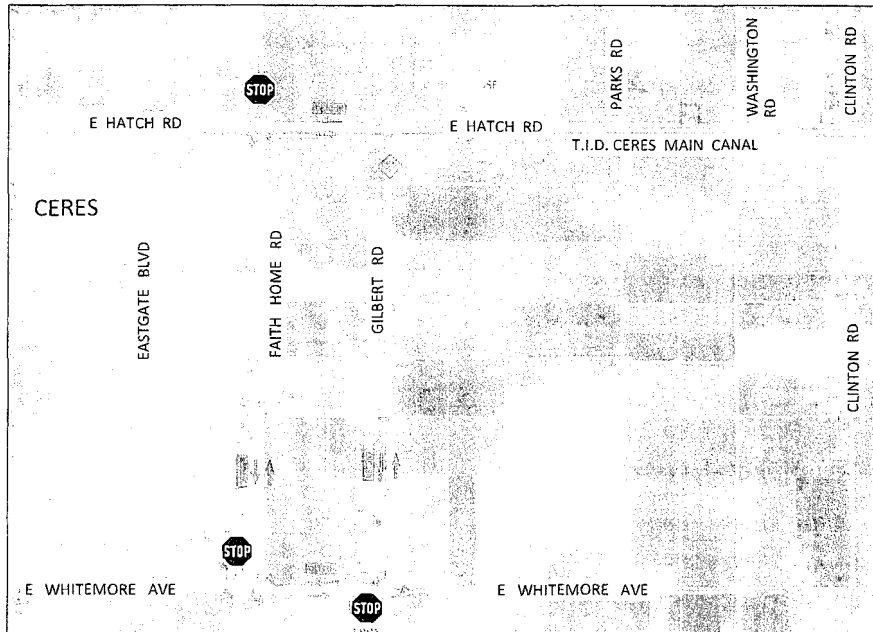 PARKS RD
WASHINGTON
RD
CLINTON RD
STOP
E HATCH RD
E HATCH RD
T.I.D. CERES MAIN CANAL
CERES
EASTGATE BLVD
FAITH HOME RD
GILBERT RD
CLINTON RD
STOP
E WHITEMORE AVE
STOP
E WHITEMORE AVE